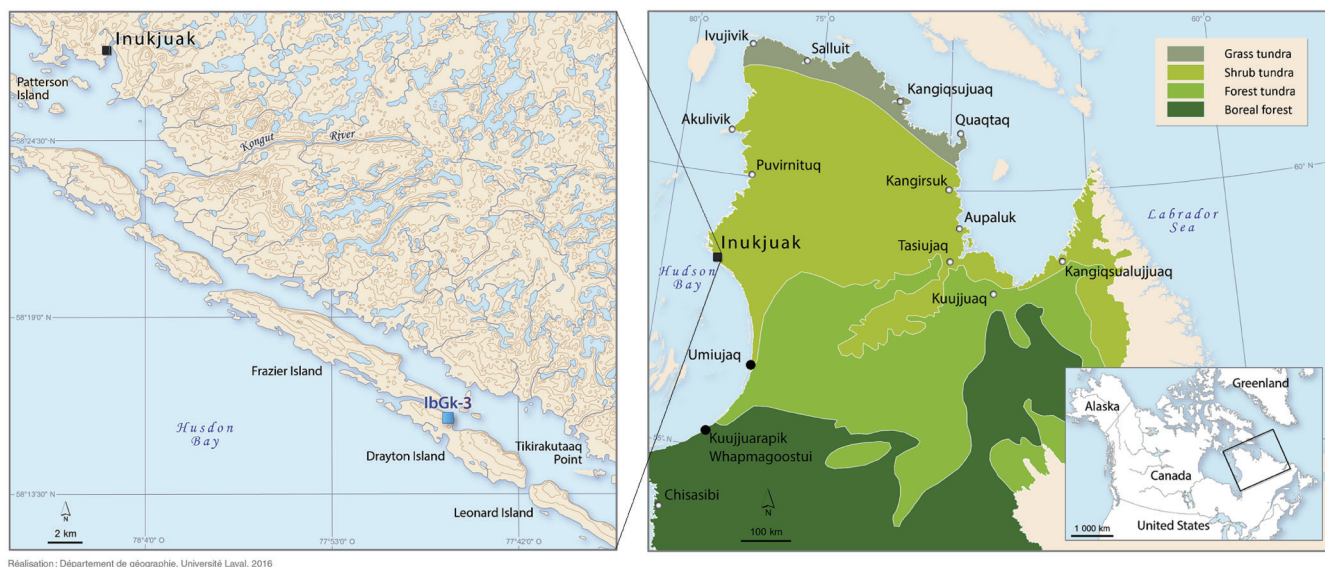 Inukjuak
Patterson
Island
58°24'30
Kongut River
58°19'0
Frazier Island
IbGk-3
Husdon
Bay
Tikirakutaaq
Point
Drayton Island
58°13'30
Leonard Island
N
2 km
78°4'0
77°53'0
77°42'0
Réalisation : Département de géographie, Université Laval, 2016
80°
75°
60°
Ivujivik
Salluit
Kangiqsujuaq
Quaqtaq
Akulivik
60° N
Puvirnituq
Kangirsuk
Labrador
Sea
Aupaluk
Inukjuak
Tasiujaq
Hudson
Bay
Kangiqsualujjuaq
Kuujjuaq
Umiujaq
Kuujjuarapik
Whapmagoostui
Chisasibi
N
100 km
Grass tundra
Shrub tundra
Forest tundra
Boreal forest
Greenland
Alaska
Canada
United States
1 000 km